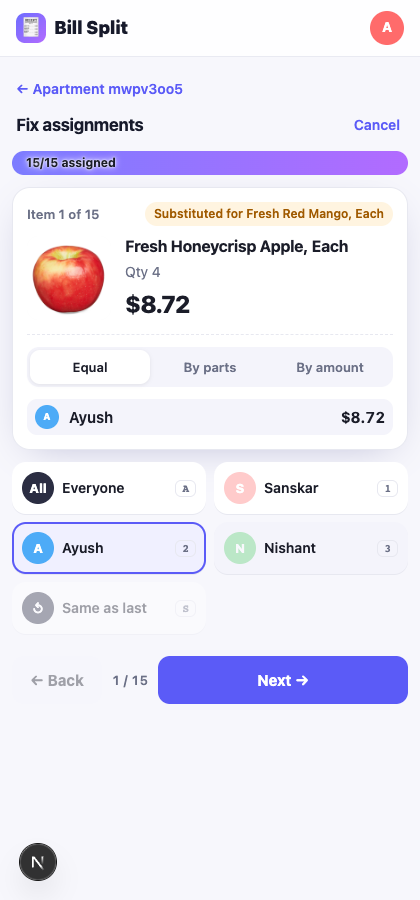 Bill Split
A
← Apartment mwpv3oo5
Fix assignments
Cancel
15/15 assigned
Item 1 of 15
Substituted for Fresh Red Mango, Each
Fresh Honeycrisp Apple, Each
Qty 4
$8.72
Equal
By parts
By amount
A
Ayush
$8.72
All
Everyone
A
S
Sanskar
1
A
Ayush
2
N
Nishant
3
Same as last
S
← Back
1 / 15
Next →
N